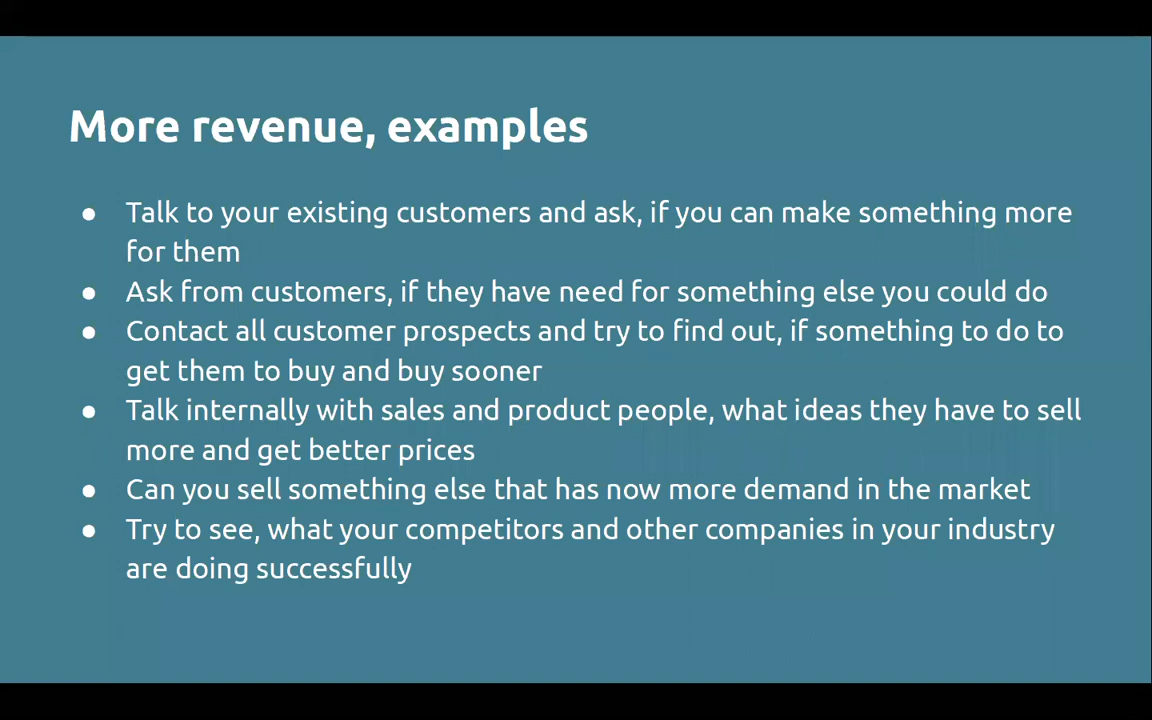 More revenue, examples
● Talk to your existing customers and ask, if you can make something more
for them
● Ask from customers, if they have need for something else you could do
● Contact all customer prospects and try to find out, if something to do to
get them to buy and buy sooner
● Talk internally with sales and product people, what ideas they have to sell
more and get better prices
● Can you sell something else that has now more demand in the market
● Try to see, what your competitors and other companies in your industry
are doing successfully